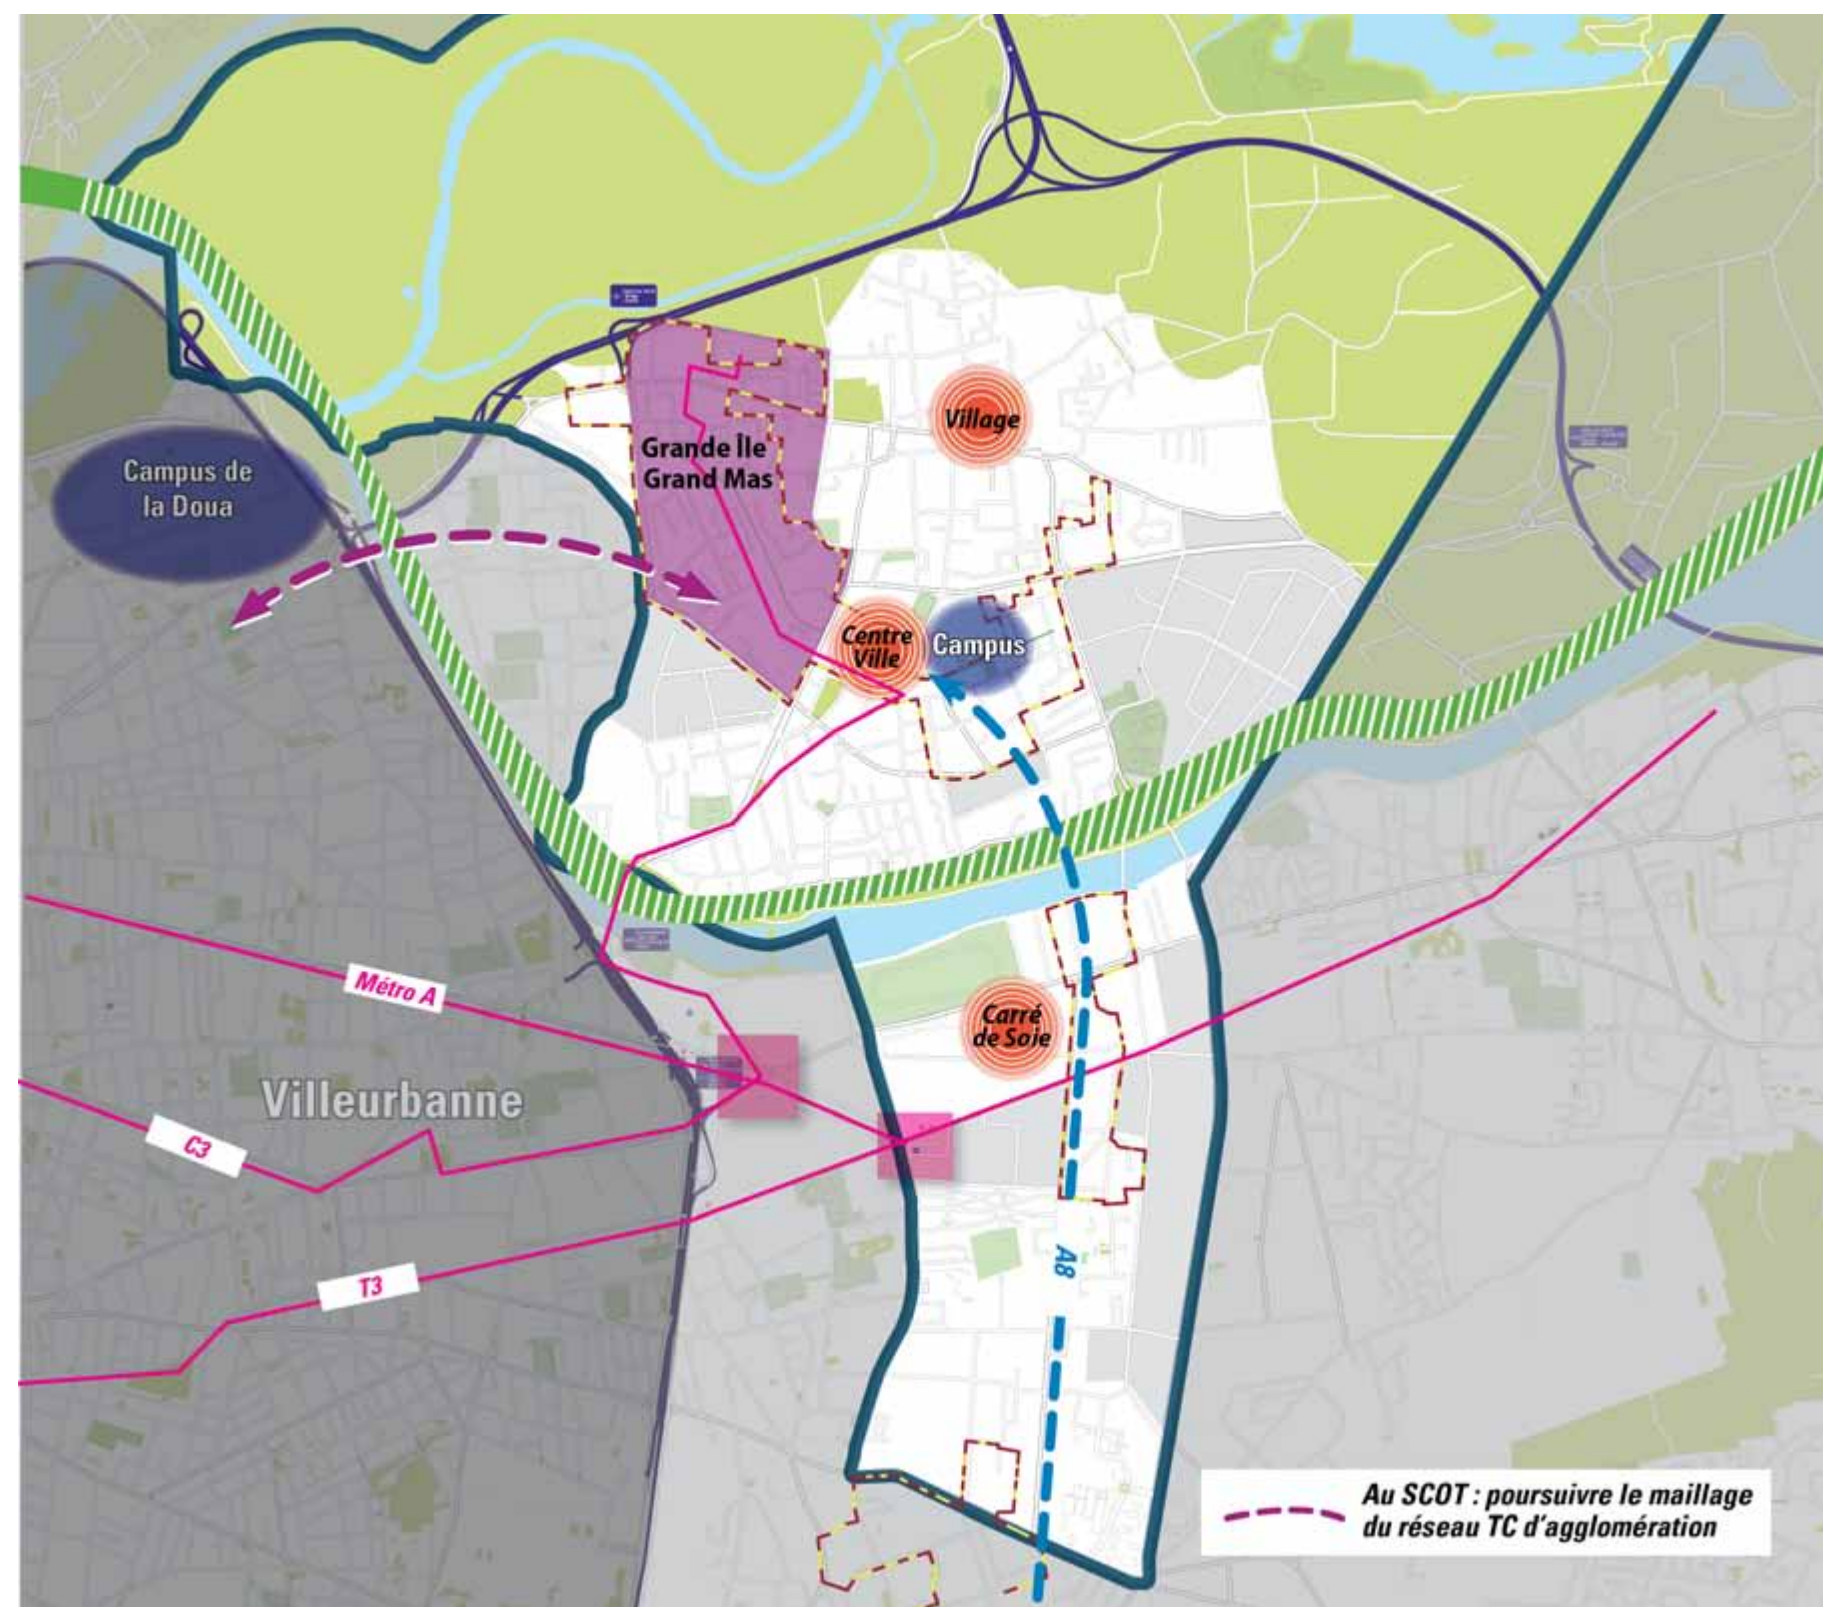 Village
Grande Île
Grand Mas
Campus de
la Doua
Centre
Ville
Campus
Métro A
Carré
de Soie
Villeurbanne
C3
T3
A8
Au SCOT : poursuivre le maillage
du réseau TC d'agglomération